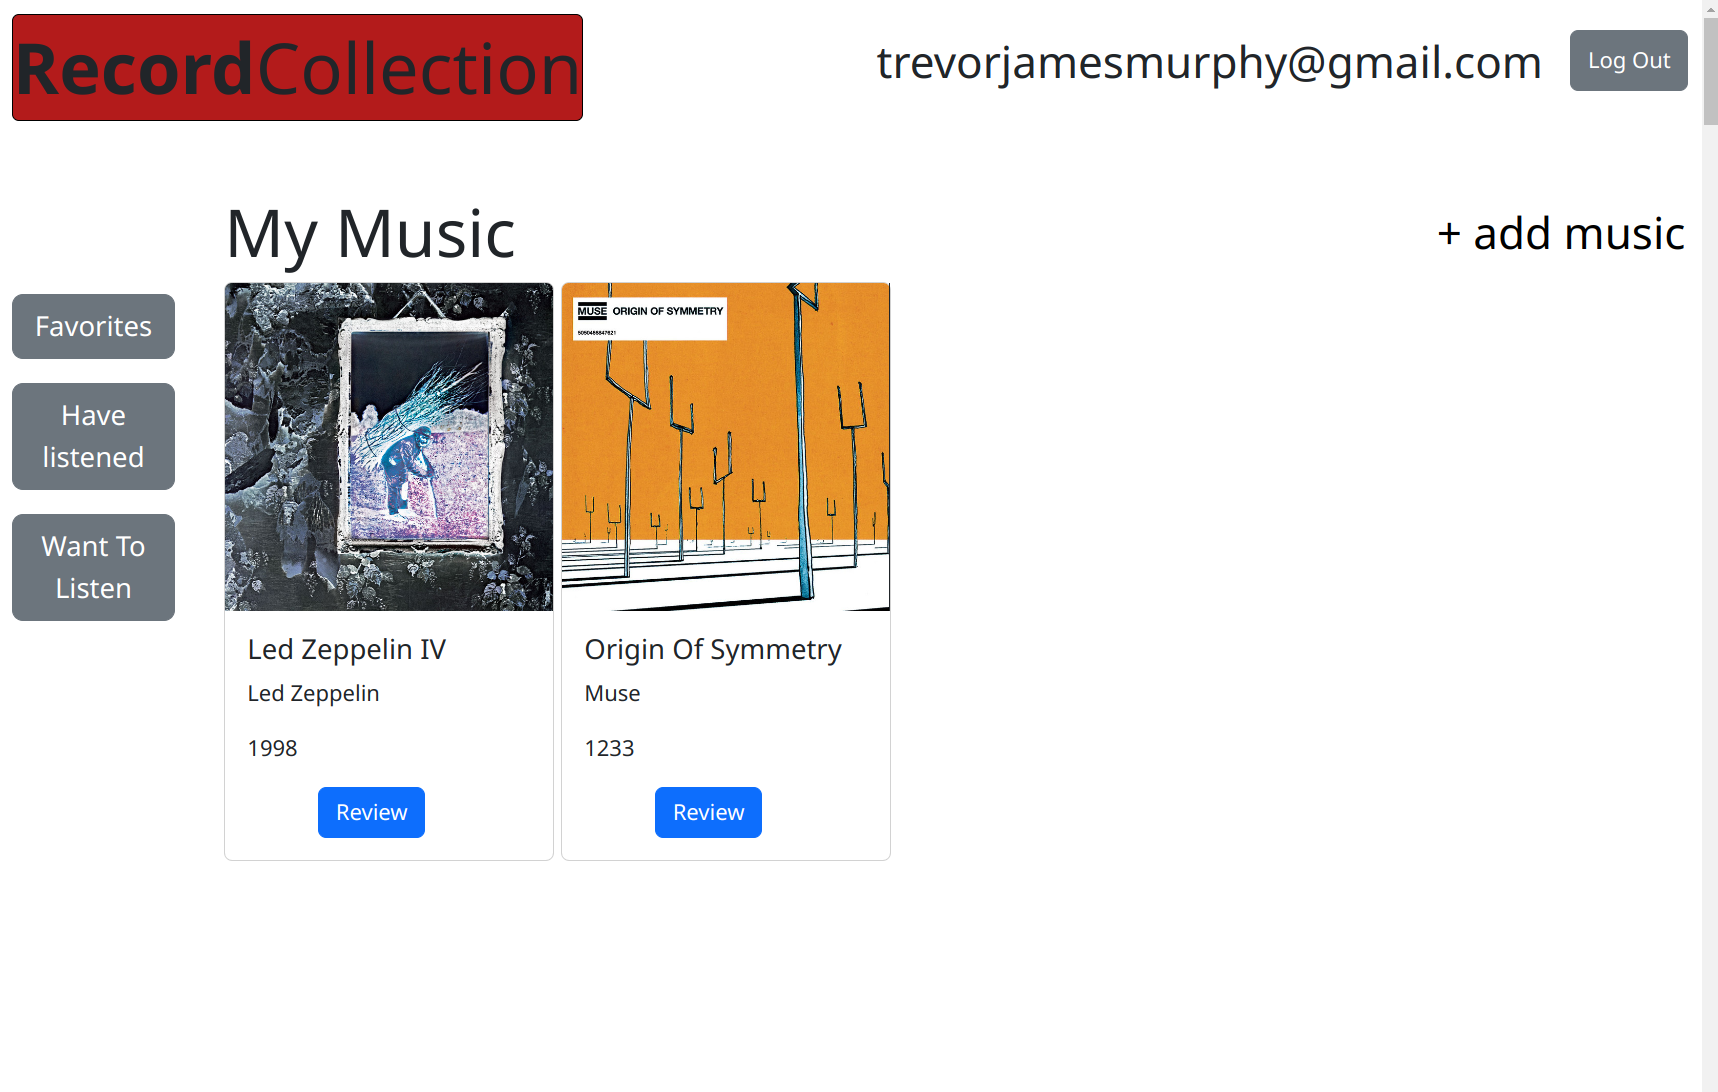 RecordCollection
trevorjamesmurphy@gmail.com
Log Out
My Music
+ add music
Favorites
Have
listened
Want To
Listen
MUSE ORIGIN OF SYMMETRY
5050466847621
Led Zeppelin IV
Led Zeppelin
1998
Review
Origin Of Symmetry
Muse
1233
Review